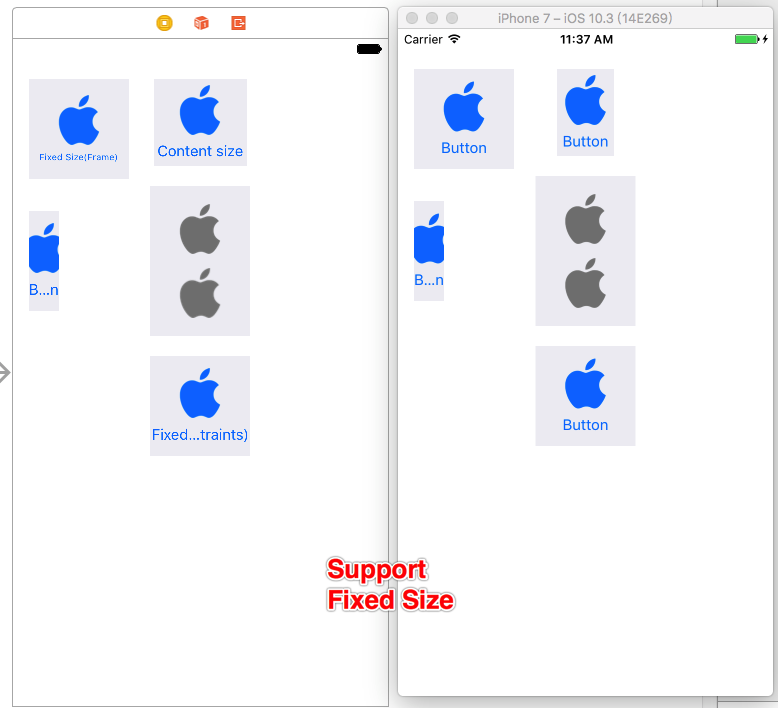 iPhone 7 – iOS 10.3 (14E269)
Carrier
11:37 AM
Fixed Size(Frame)
Content size
B...n
Fixed...traints)
Button
Button
B...n
Button
Support
Fixed Size